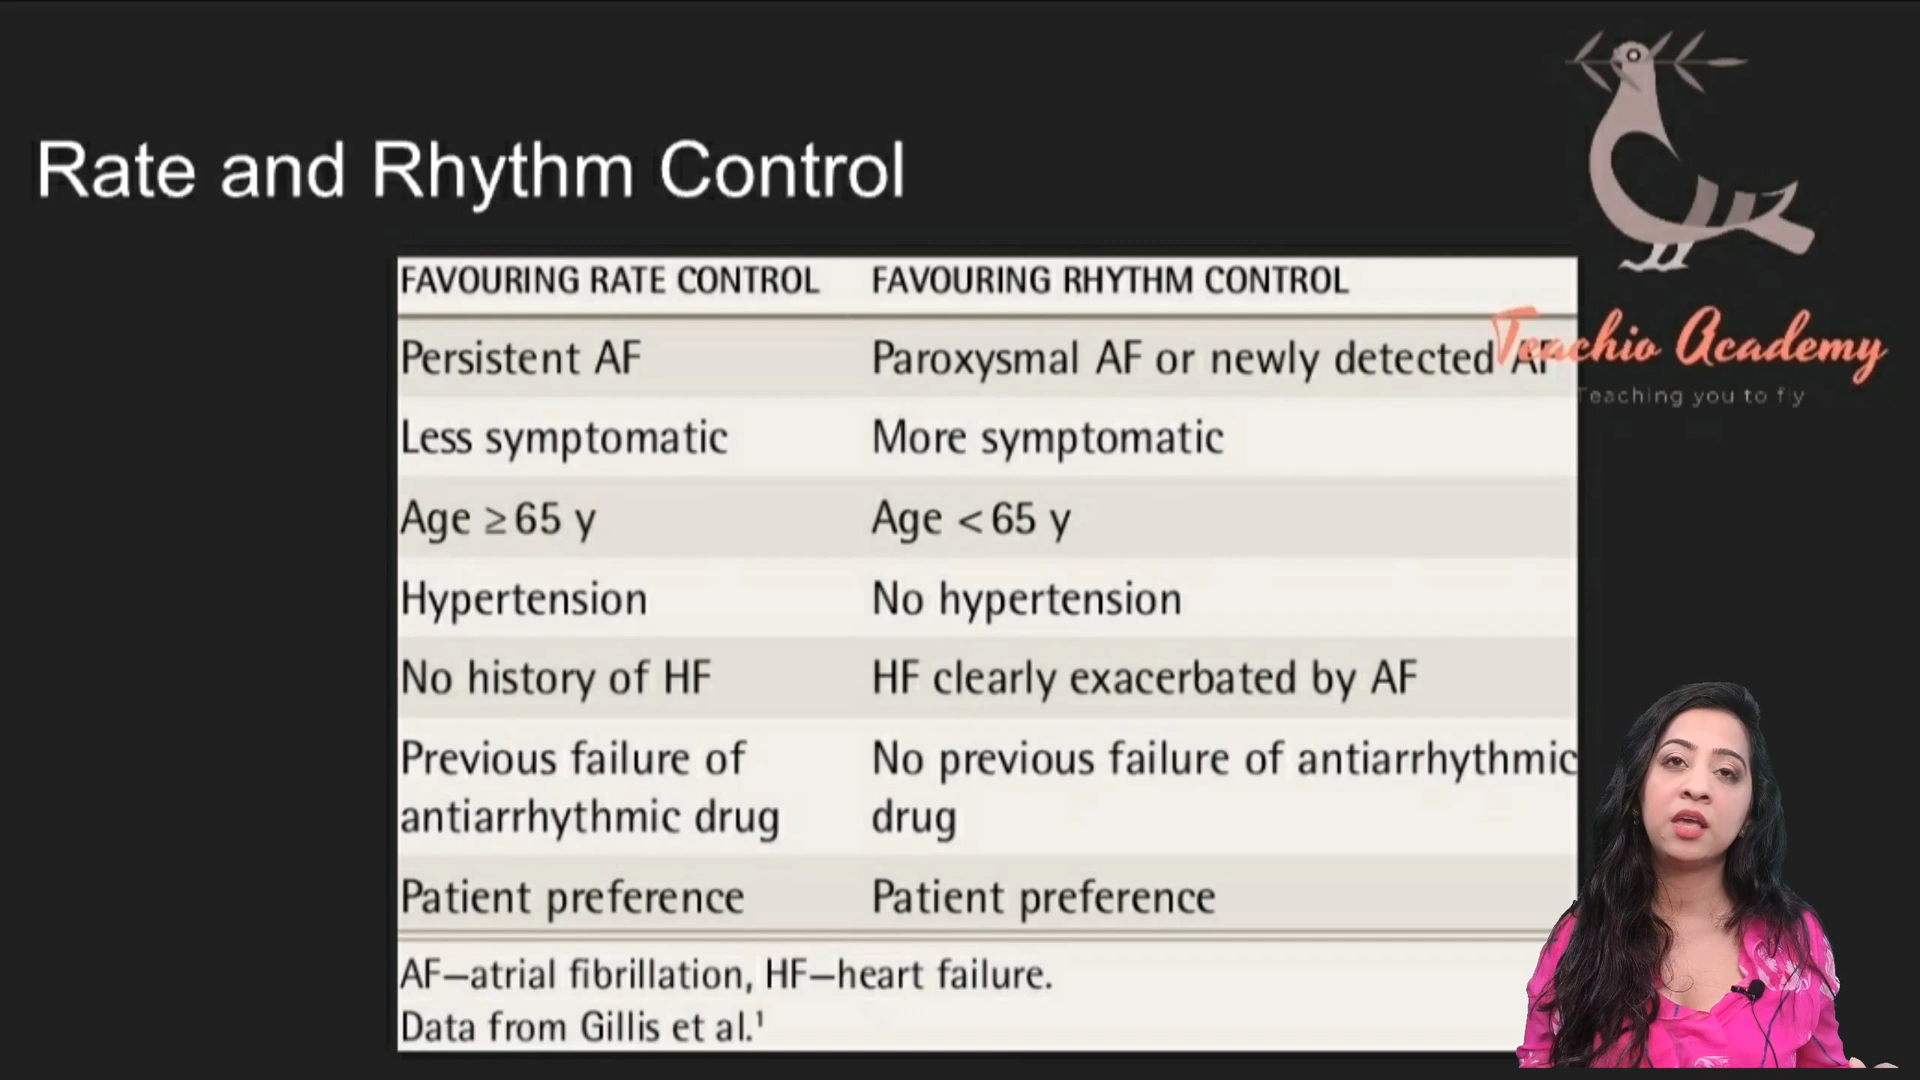 Rate and Rhythm Control
FAVOURING RATE CONTROL FAVOURING RHYTHM CONTROL
Persistent AF Paroxysmal AF or newly detected AF
Less symptomatic More symptomatic
Age ≥ 65 y Age < 65 y
Hypertension No hypertension
No history of HF HF clearly exacerbated by AF
Previous failure of No previous failure of antiarrhythmic
antiarrhythmic drug drug
Patient preference Patient preference
AF—atrial fibrillation, HF—heart failure.
Data from Gillis et al.¹
Teachio Academy
Teaching you to fly